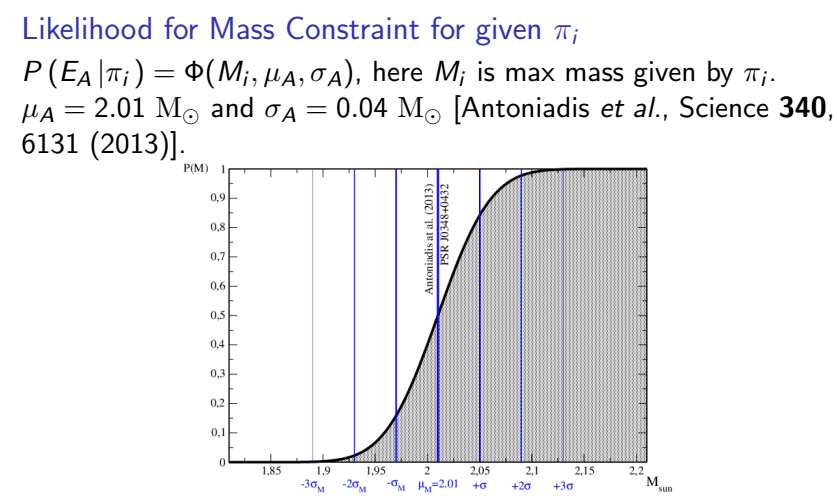 Likelihood for Mass Constraint for given π_i
P (E_A |π_i) = Φ(M_i, μ_A, σ_A), here M_i is max mass given by π_i.
μ_A = 2.01 M_⊙ and σ_A = 0.04 M_⊙ [Antoniadis et al., Science 340,
6131 (2013)].
P(M)
1
0,9
0,8
0,7
0,6
0,5
0,4
0,3
0,2
0,1
0
Antoniadis at al. (2013)
PSR J0348+0432
1,85 1,9 1,95 2 2,05 2,1 2,15 2,2
-3σ_M -2σ_M -σ_M μ_M=2.01 +σ +2σ +3σ M_sun